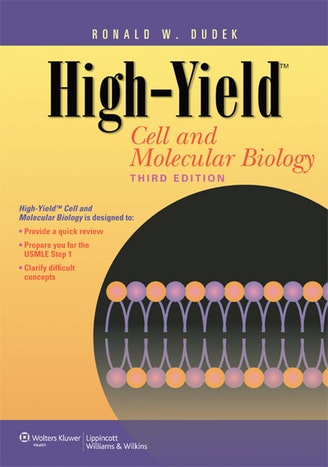 RONALD W. DUDEK
High-Yield™
Cell and
Molecular Biology
THIRD EDITION
High-Yield™ Cell and
Molecular Biology is designed to:
• Provide a quick review
• Prepare you for the
USMLE Step 1
• Clarify difficult
concepts
Wolters Kluwer
Health
Lippincott
Williams & Wilkins